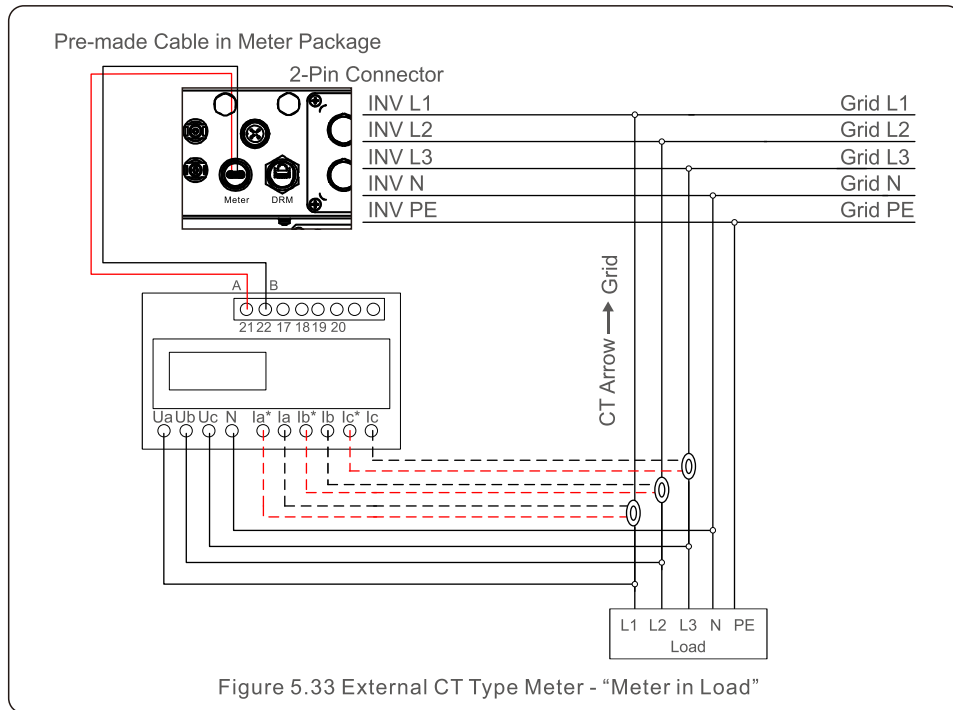 Pre-made Cable in Meter Package
2-Pin Connector
INV L1 Grid L1
INV L2 Grid L2
INV L3 Grid L3
INV N Grid N
INV PE Grid PE
Meter DRM
CT Arrow → Grid
A B
21 22 17 18 19 20
Ua Ub Uc N Ia* Ia Ib* Ib Ic* Ic
L1 L2 L3 N PE
Load
Figure 5.33 External CT Type Meter - “Meter in Load”